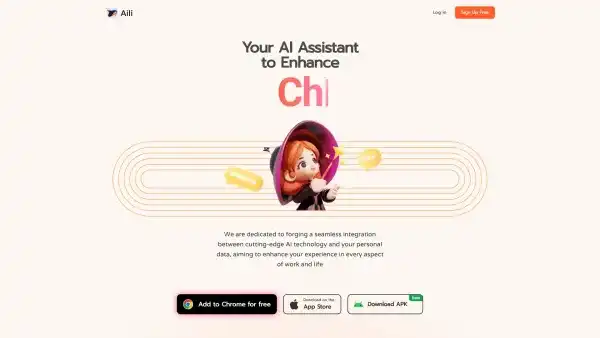 Aili
Log in
Sign Up Free
Your AI Assistant
to Enhance
Ch
We are dedicated to forging a seamless integration
between cutting-edge AI technology and your personal
data, aiming to enhance your experience in every aspect
of work and life
Add to Chrome for free
Download on the
App Store
Download APK